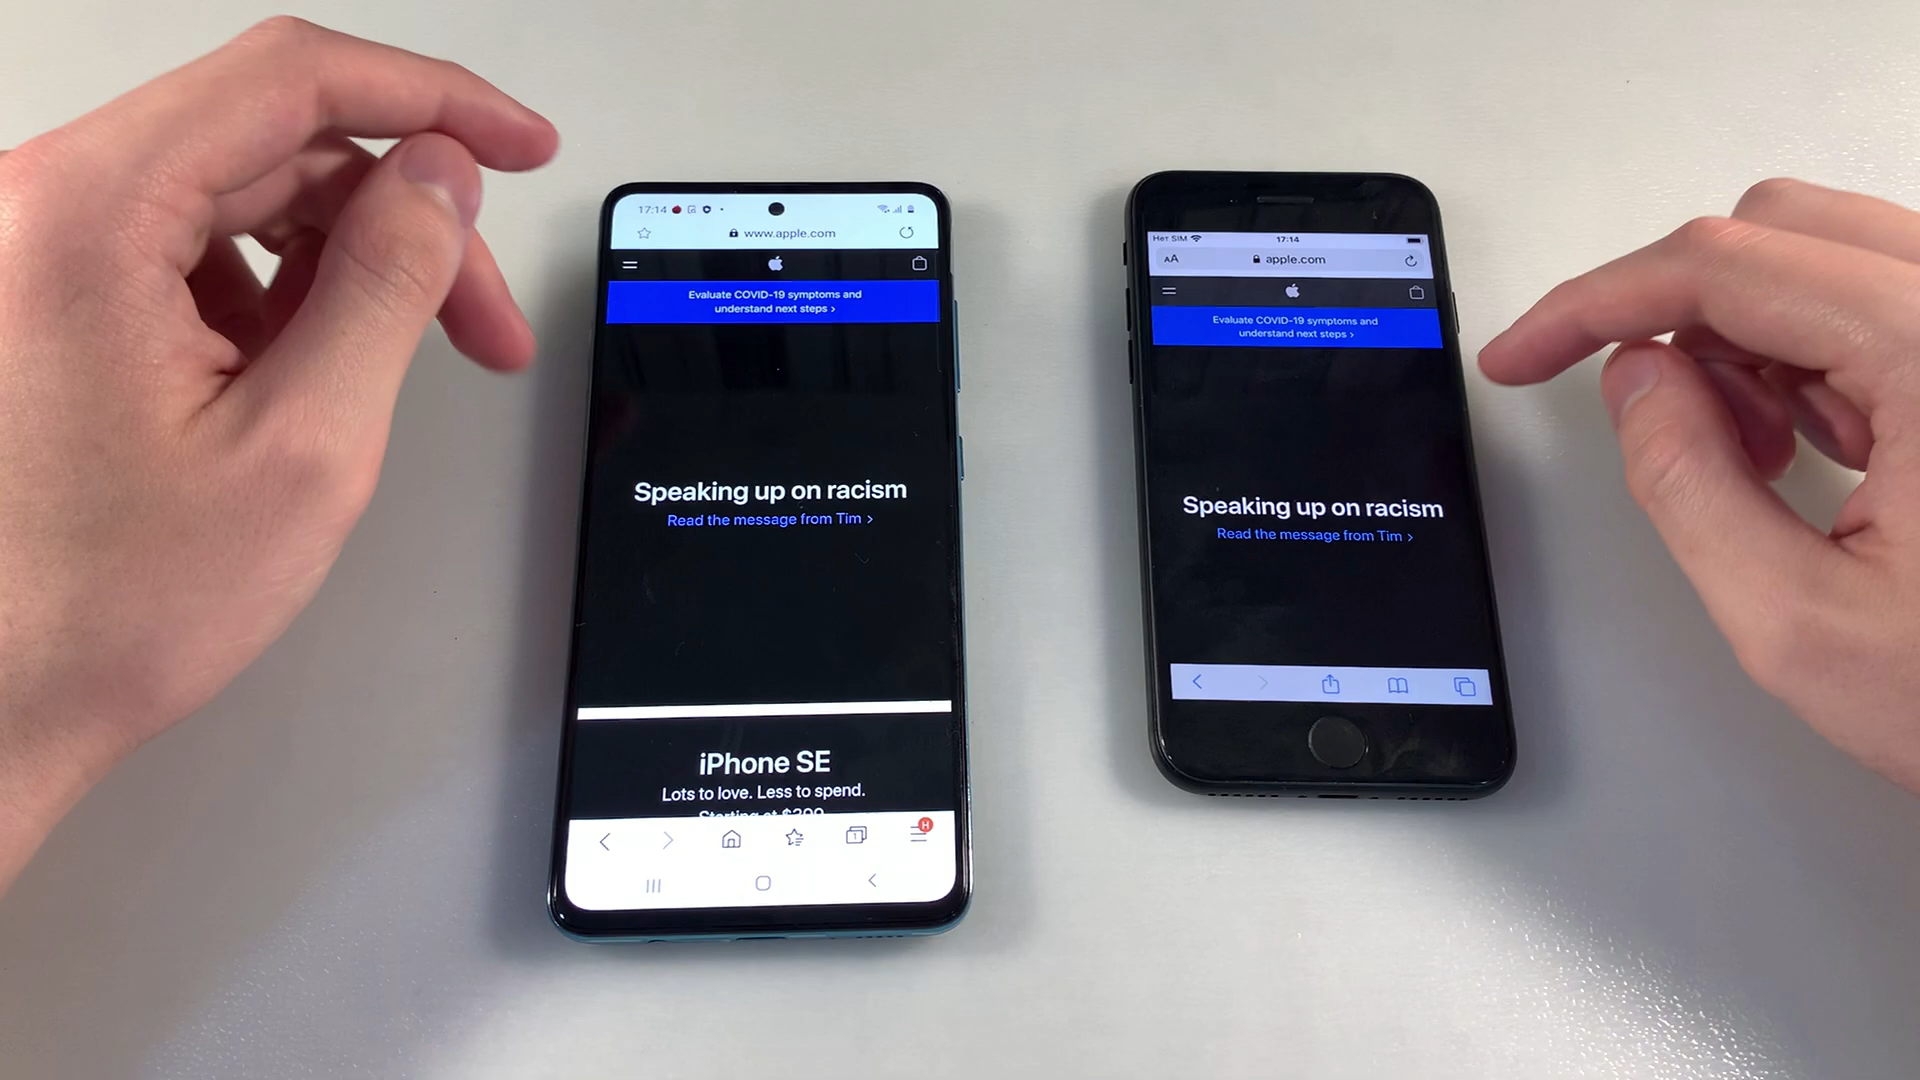 17:14
www.apple.com
Evaluate COVID-19 symptoms and
understand next steps >
Speaking up on racism
Read the message from Tim >
iPhone SE
Lots to love. Less to spend.
1
H
Нет SIM
17:14
AA
apple.com
Evaluate COVID-19 symptoms and
understand next steps >
Speaking up on racism
Read the message from Tim >